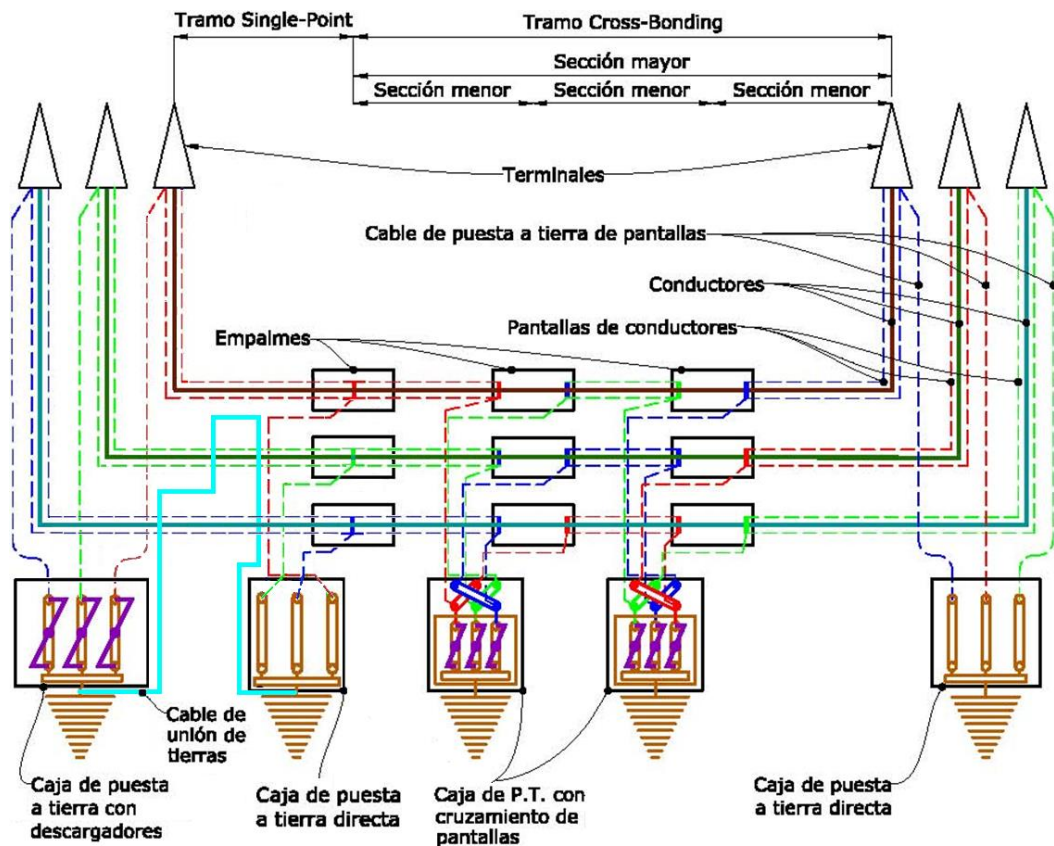 Tramo Single-Point
Tramo Cross-Bonding
Sección mayor
Sección menor
Sección menor
Sección menor
Terminales
Cable de puesta a tierra de pantallas
Conductores
Pantallas de conductores
Empalmes
Cable de
unión de
tierras
Caja de puesta
a tierra con
descargadores
Caja de puesta
a tierra directa
Caja de P.T. con
cruzamiento de
pantallas
Caja de puesta
a tierra directa